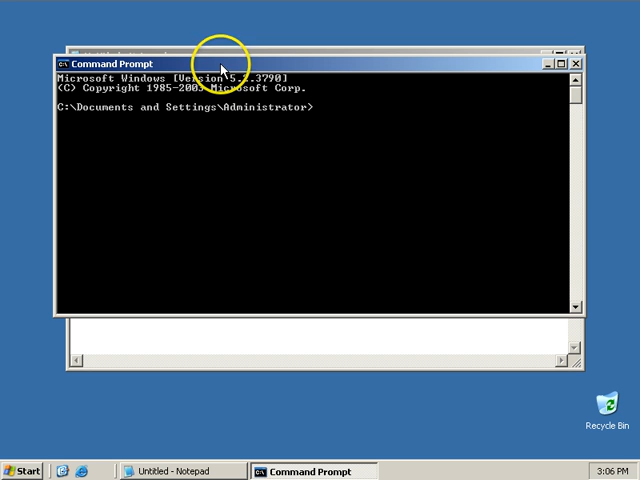 Command Prompt
Microsoft Windows [Version 5.2.3790]
(C) Copyright 1985-2003 Microsoft Corp.
C:\Documents and Settings\Administrator>
Recycle Bin
Start
Untitled - Notepad
Command Prompt
3:06 PM